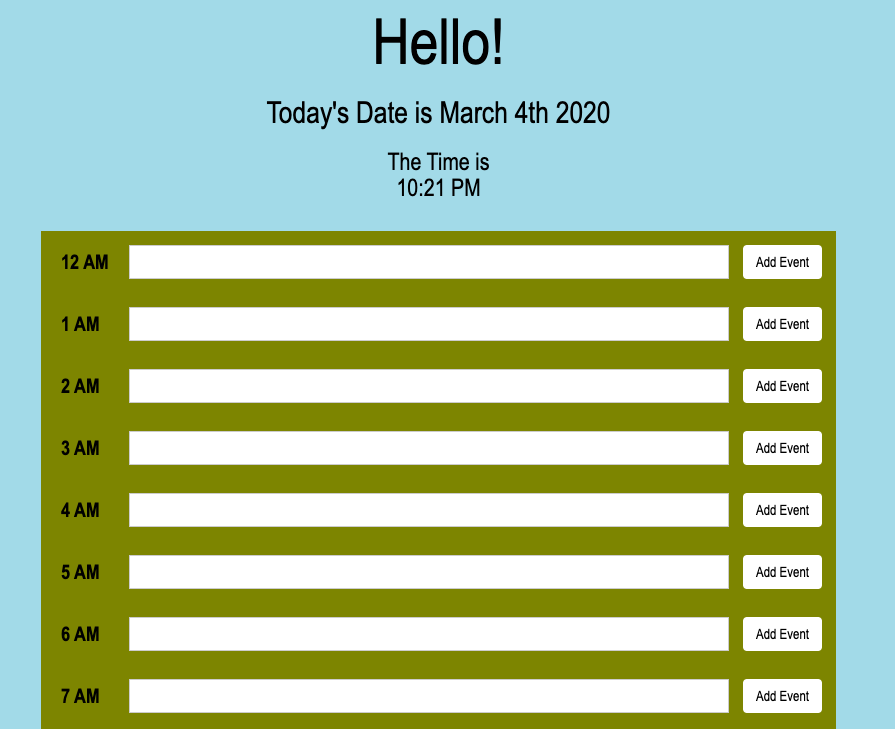 Hello!
Today's Date is March 4th 2020
The Time is
10:21 PM
12 AM Add Event
1 AM Add Event
2 AM Add Event
3 AM Add Event
4 AM Add Event
5 AM Add Event
6 AM Add Event
7 AM Add Event